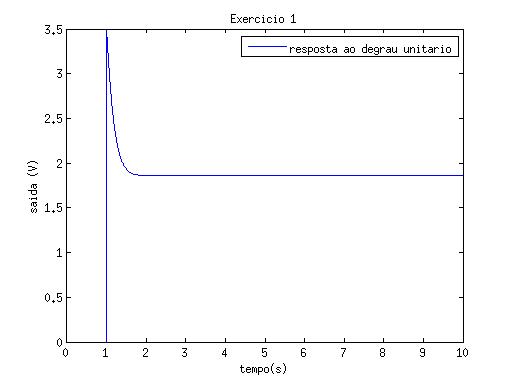 Exercicio 1
resposta ao degrau unitario
3.5
3
2.5
2
1.5
1
0.5
0
saida (V)
0 1 2 3 4 5 6 7 8 9 10
tempo(s)